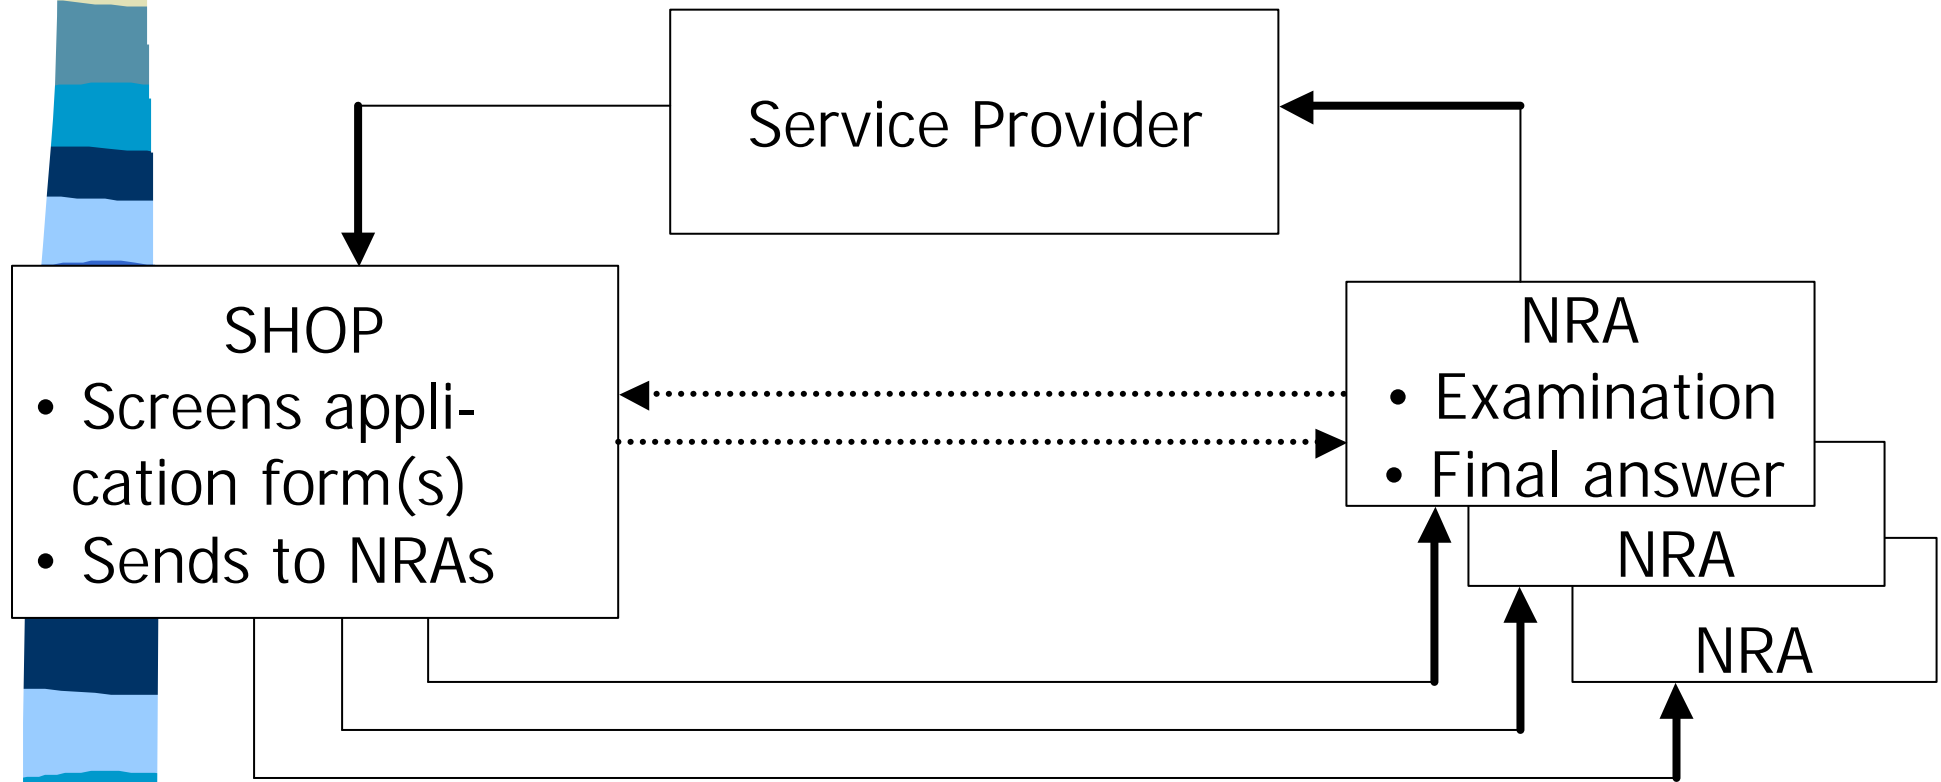 Service Provider
SHOP
• Screens appli-
cation form(s)
• Sends to NRAs
NRA
• Examination
• Final answer
NRA
NRA